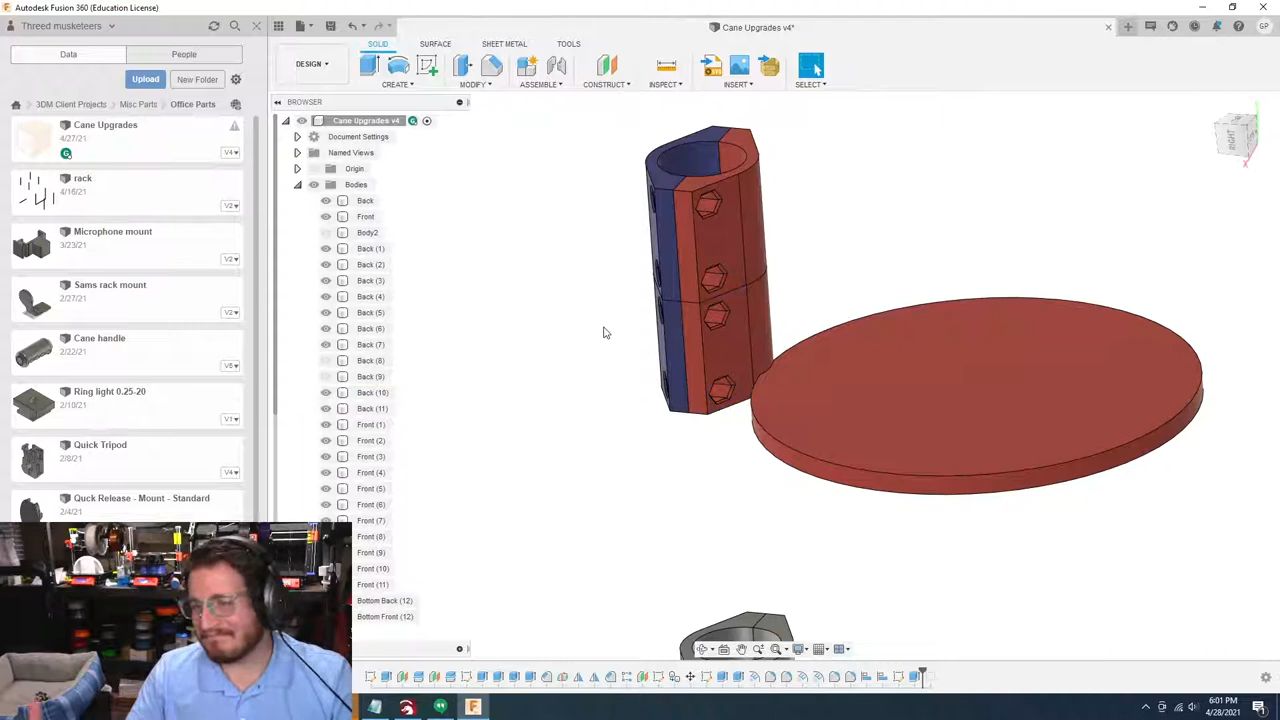 Autodesk Fusion 360 (Education License)
Threed musketeers
Cane Upgrades v4*
GP
Data
People
Upload
New Folder
3DM Client Projects
Misc Parts
Office Parts
Cane Upgrades
4/27/21
V4
rack
4/16/21
V2
Microphone mount
3/23/21
V2
Sams rack mount
2/27/21
V2
Cane handle
2/22/21
Ring light 0.25-20
2/10/21
V1
Quick Tripod
2/8/21
V4
Quck Release - Mount - Standard
2/4/21
DESIGN
SOLID
SURFACE
SHEET METAL
TOOLS
CREATE
MODIFY
ASSEMBLE
CONSTRUCT
INSPECT
INSERT
SELECT
BROWSER
Cane Upgrades v4
Document Settings
Named Views
Origin
Bodies
Back
Front
Body2
Back (1)
Back (2)
Back (3)
Back (4)
Back (5)
Back (6)
Back (7)
Back (8)
Back (9)
Back (10)
Back (11)
Front (1)
Front (2)
Front (3)
Front (4)
Front (5)
Front (6)
Front (7)
Front (8)
Front (9)
Front (10)
Front (11)
Bottom Back (12)
Bottom Front (12)
RIGHT
6:01 PM
4/28/2021